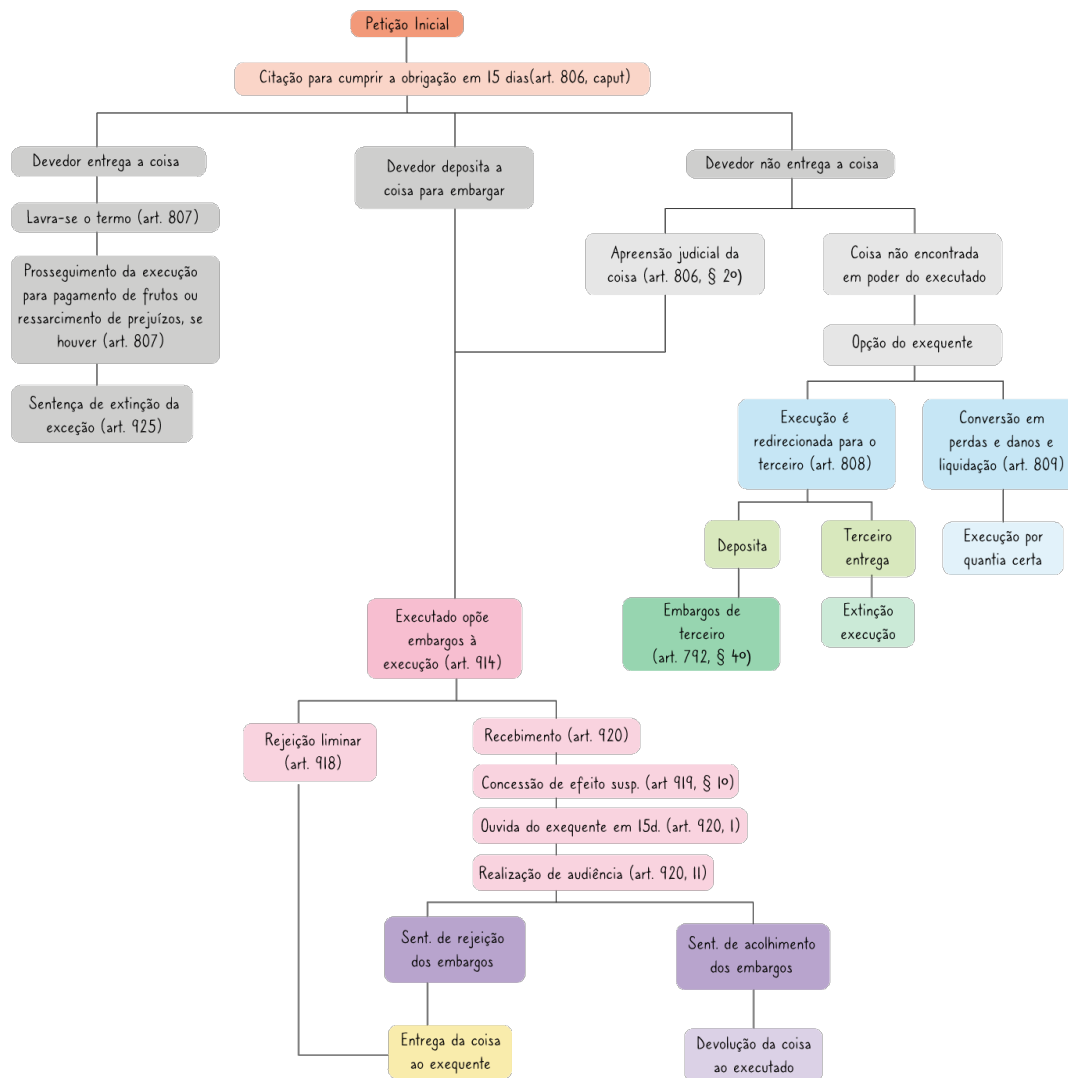 Petição Inicial
Citação para cumprir a obrigação em 15 dias(art. 806, caput)
Devedor entrega a coisa
Lavra-se o termo (art. 807)
Prosseguimento da execução
para pagamento de frutos ou
ressarcimento de prejuízos, se
houver (art. 807)
Sentença de extinção da
exceção (art. 925)
Devedor deposita a
coisa para embargar
Devedor não entrega a coisa
Apreensão judicial da
coisa (art. 806, § 2º)
Coisa não encontrada
em poder do executado
Opção do exequente
Execução é
redirecionada para o
terceiro (art. 808)
Conversão em
perdas e danos e
liquidação (art. 809)
Deposita
Terceiro
entrega
Execução por
quantia certa
Embargos de
terceiro
(art. 792, § 4º)
Extinção
execução
Executado opõe
embargos à
execução (art. 914)
Rejeição liminar
(art. 918)
Recebimento (art. 920)
Concessão de efeito susp. (art 919, § 1º)
Ouvida do exequente em 15d. (art. 920, I)
Realização de audiência (art. 920, II)
Sent. de rejeição
dos embargos
Sent. de acolhimento
dos embargos
Entrega da coisa
ao exequente
Devolução da coisa
ao executado